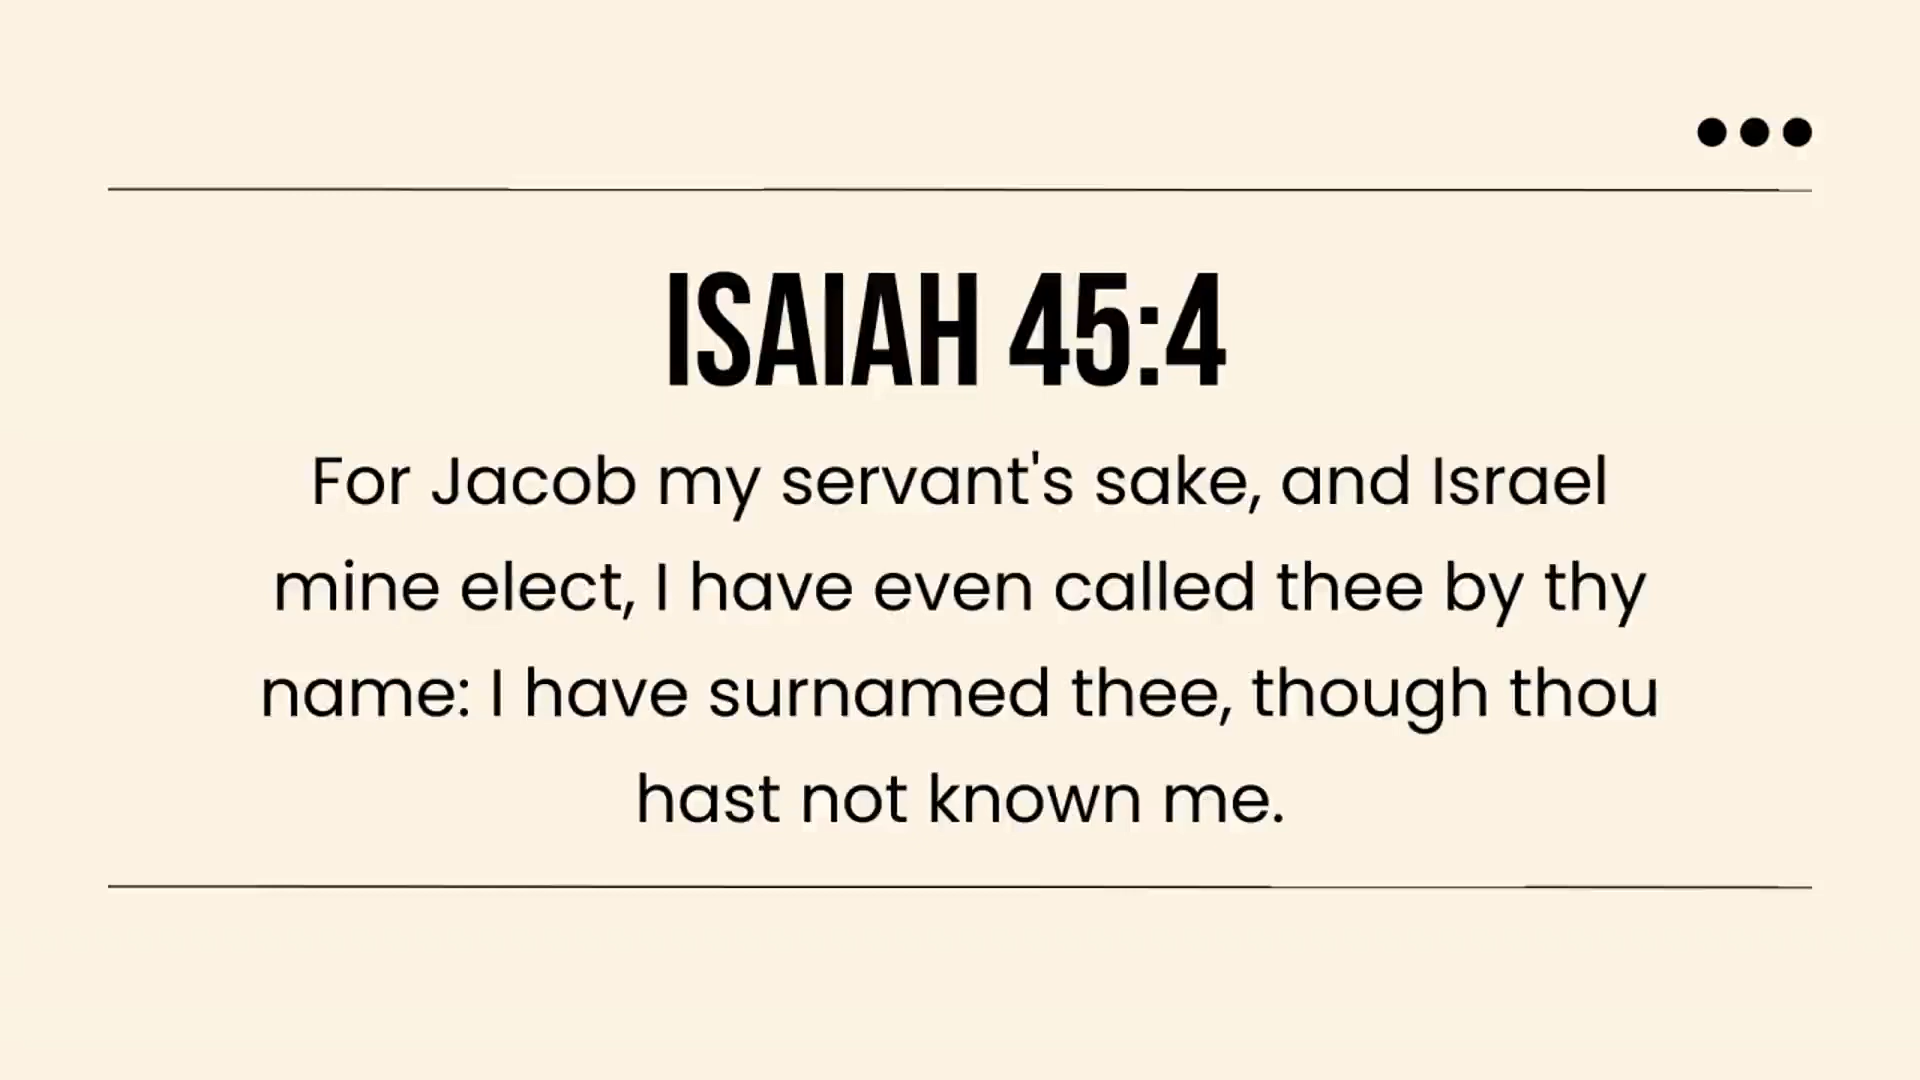 ISAIAH 45:4
For Jacob my servant's sake, and Israel
mine elect, I have even called thee by thy
name: I have surnamed thee, though thou
hast not known me.